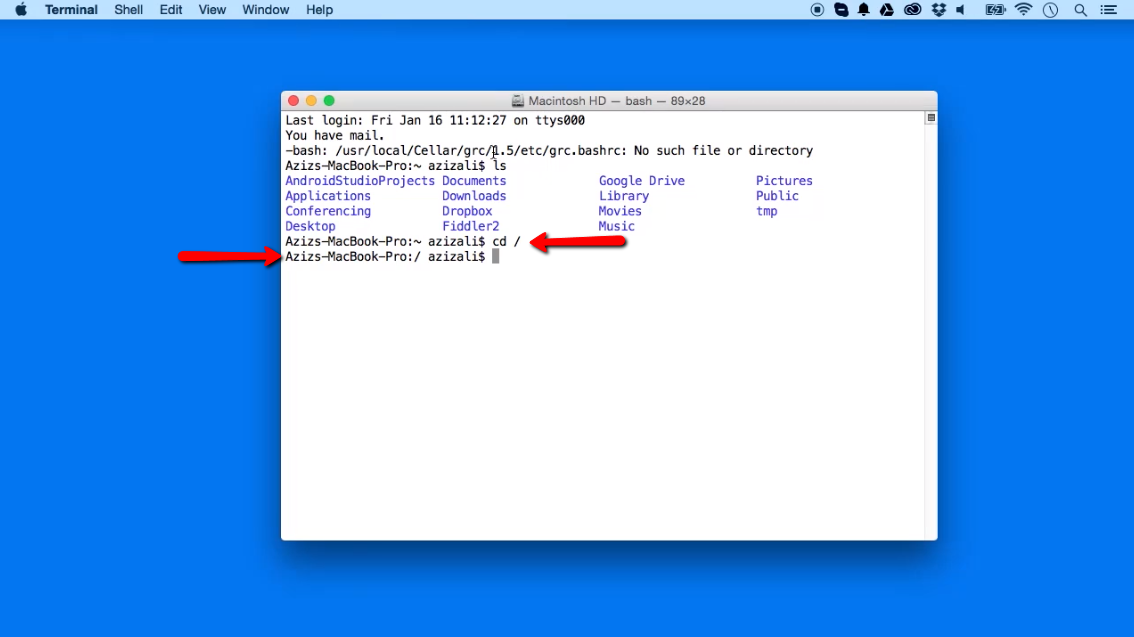 Terminal Shell Edit View Window Help
Macintosh HD — bash — 89×28
Last login: Fri Jan 16 11:12:27 on ttys000
You have mail.
-bash: /usr/local/Cellar/grc/1.5/etc/grc.bashrc: No such file or directory
Azizs-MacBook-Pro:~ azizali$ ls
AndroidStudioProjects Documents Google Drive Pictures
Applications Downloads Library Public
Conferencing Dropbox Movies tmp
Desktop Fiddler2 Music
Azizs-MacBook-Pro:~ azizali$ cd /
Azizs-MacBook-Pro:/ azizali$